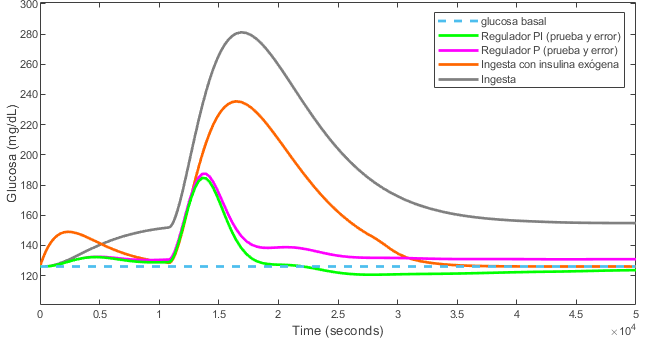 glucosa basal
Regulador PI (prueba y error)
Regulador P (prueba y error)
Ingesta con insulina exógena
Ingesta
Glucosa (mg/dL)
300
280
260
240
220
200
180
160
140
120
0 0.5 1 1.5 2 2.5 3 3.5 4 4.5 5
Time (seconds)
×10⁴